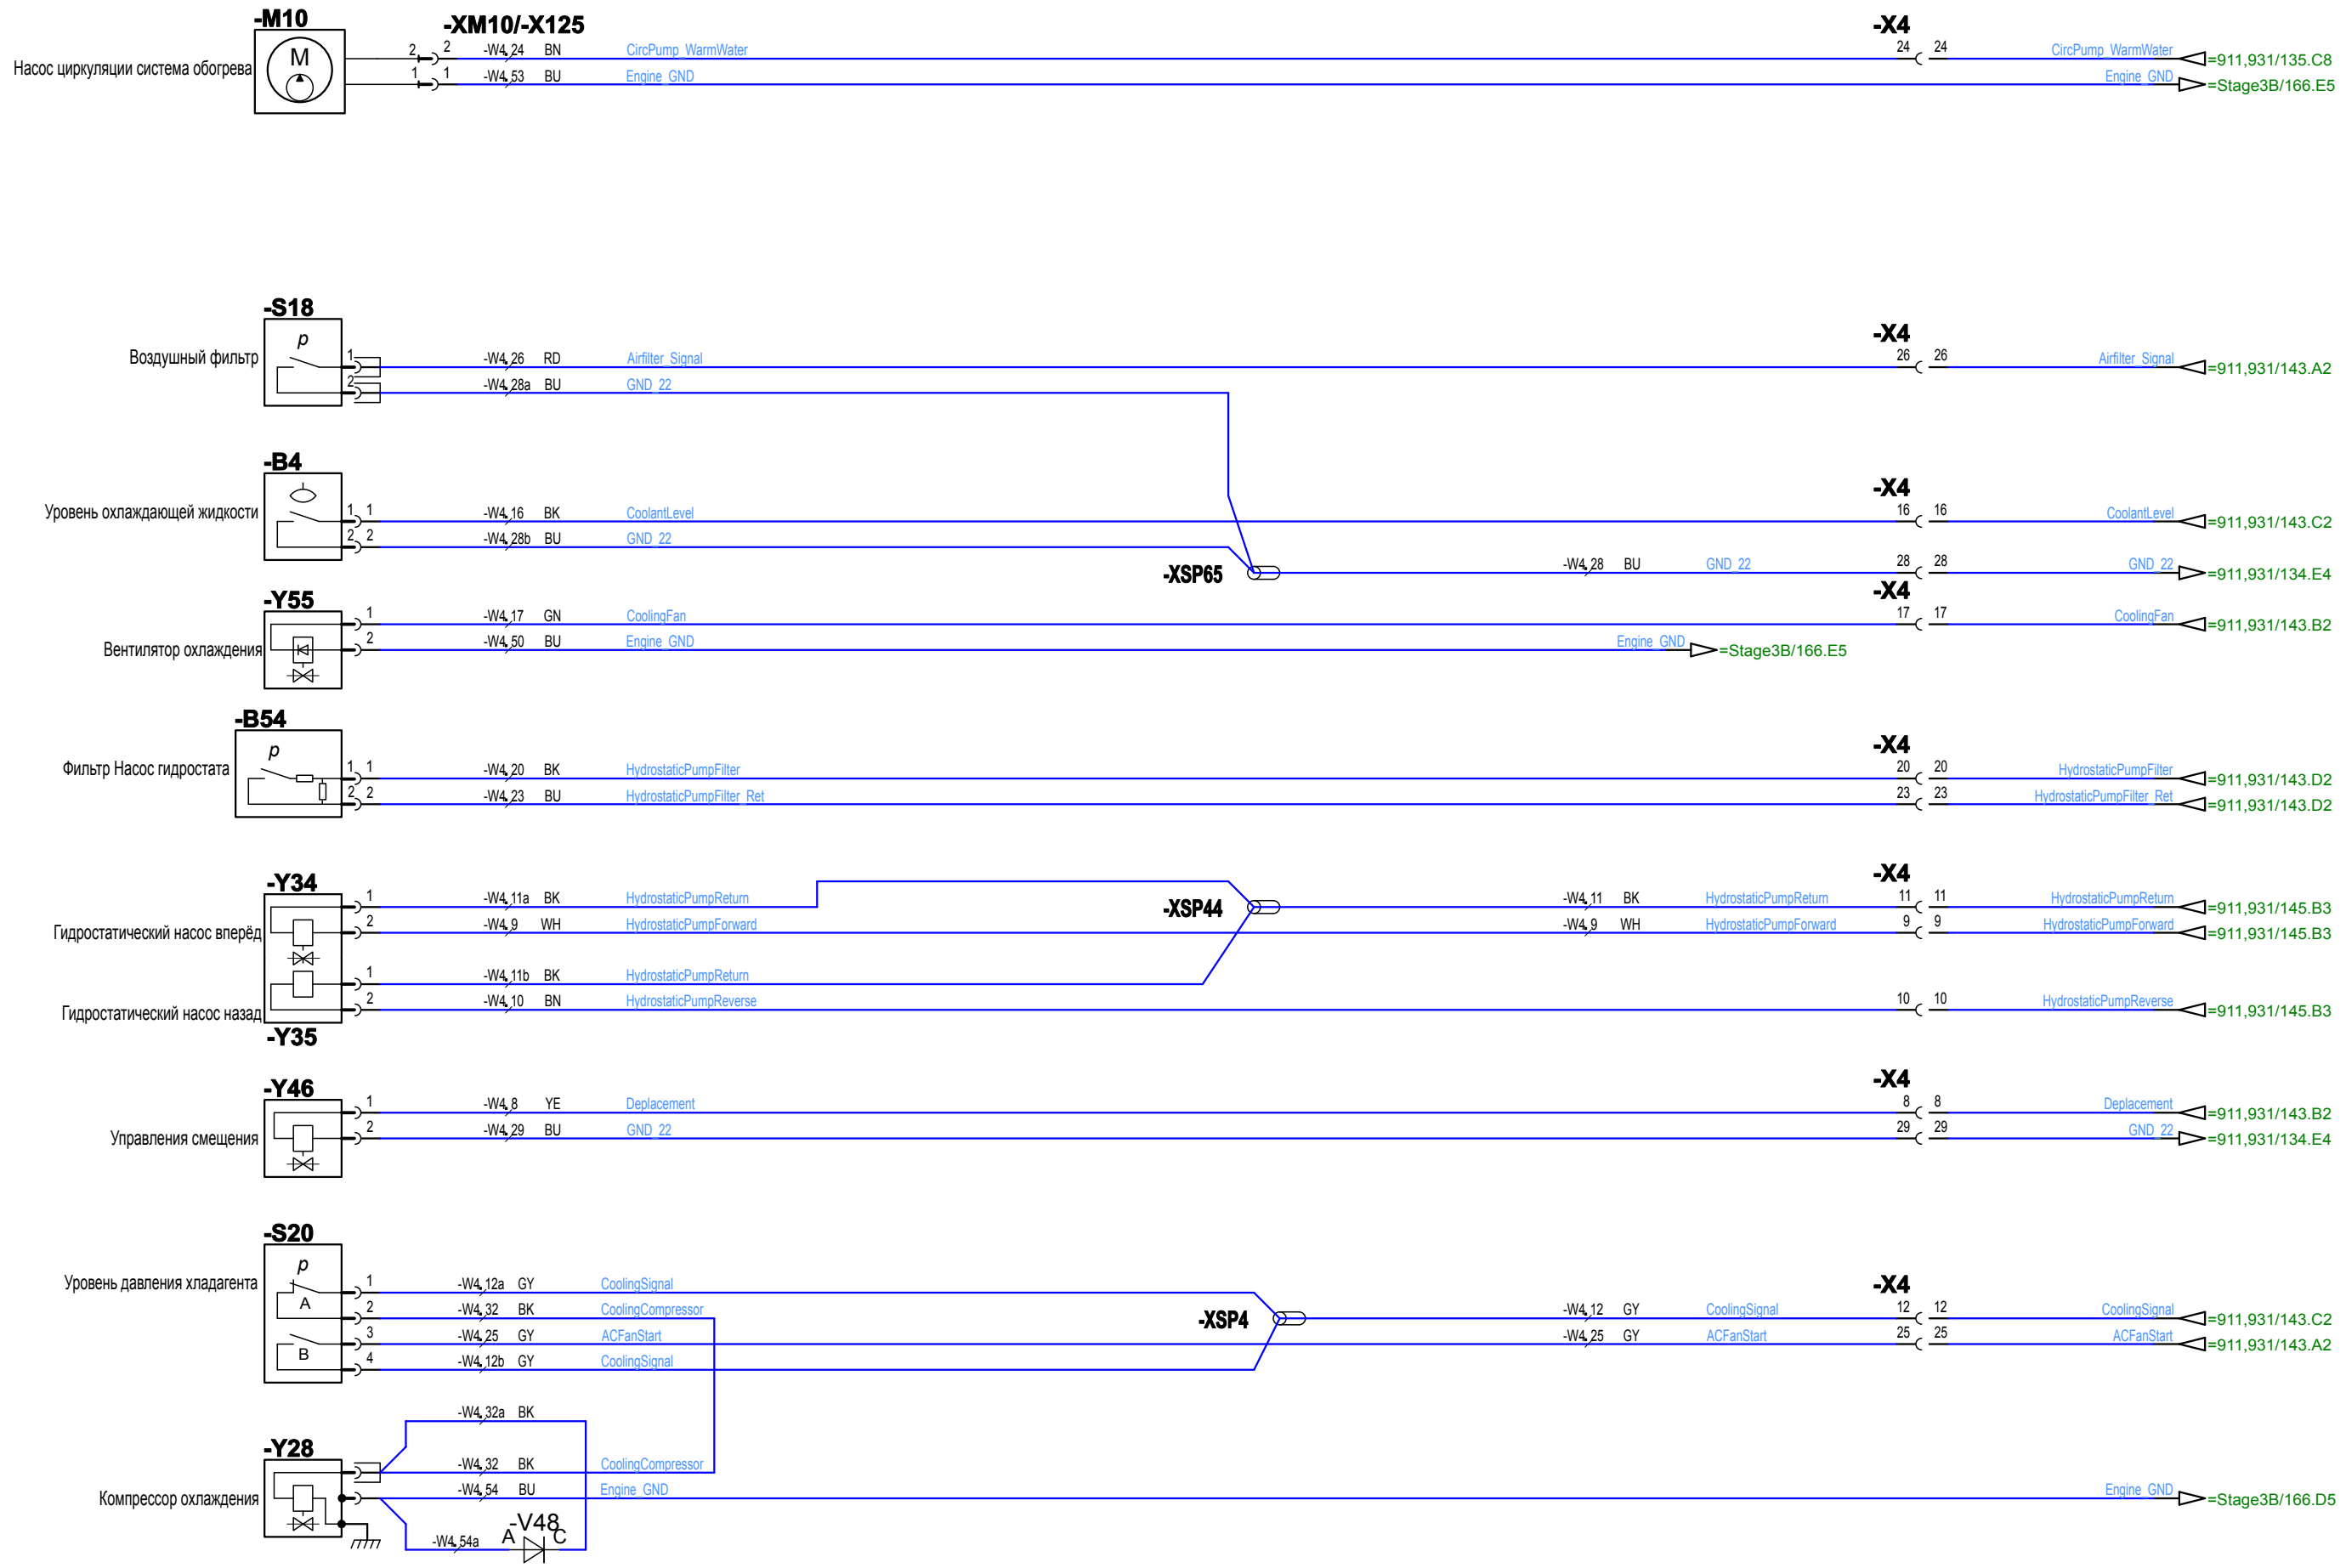 -M10
-XM10/-X125
-X4
Насос циркуляции система обогрева
M
2 2 -W4.24 BN CircPump_WarmWater 24 24 CircPump_WarmWater =911,931/135.C8
1 1 -W4.53 BU Engine_GND Engine_GND =Stage3B/166.E5
-S18
-X4
Воздушный фильтр
p
1 -W4.26 RD Airfilter_Signal 26 26 Airfilter_Signal =911,931/143.A2
2 -W4.28a BU GND_22
-B4
-X4
Уровень охлаждающей жидкости
1 1 -W4.16 BK CoolantLevel 16 16 CoolantLevel =911,931/143.C2
2 2 -W4.28b BU GND_22
-XSP65 -W4.28 BU GND_22 28 28 GND_22 =911,931/134.E4
-Y55
-X4
1 -W4.17 GN CoolingFan 17 17 CoolingFan =911,931/143.B2
Вентилятор охлаждения
2 -W4.50 BU Engine_GND Engine_GND =Stage3B/166.E5
-B54
-X4
Фильтр Насос гидростата
p
1 1 -W4.20 BK HydrostaticPumpFilter 20 20 HydrostaticPumpFilter =911,931/143.D2
2 2 -W4.23 BU HydrostaticPumpFilter_Ret 23 23 HydrostaticPumpFilter_Ret =911,931/143.D2
-Y34
-X4
1 -W4.11a BK HydrostaticPumpReturn -XSP44 -W4.11 BK HydrostaticPumpReturn 11 11 HydrostaticPumpReturn =911,931/145.B3
Гидростатический насос вперёд
2 -W4.9 WH HydrostaticPumpForward -W4.9 WH HydrostaticPumpForward 9 9 HydrostaticPumpForward =911,931/145.B3
1 -W4.11b BK HydrostaticPumpReturn
Гидростатический насос назад
2 -W4.10 BN HydrostaticPumpReverse 10 10 HydrostaticPumpReverse =911,931/145.B3
-Y35
-Y46
-X4
1 -W4.8 YE Deplacement 8 8 Deplacement =911,931/143.B2
Управления смещения
2 -W4.29 BU GND_22 29 29 GND_22 =911,931/134.E4
-S20
-X4
Уровень давления хладагента
p
A
1 -W4.12a GY CoolingSignal
2 -W4.32 BK CoolingCompressor -XSP4 -W4.12 GY CoolingSignal 12 12 CoolingSignal =911,931/143.C2
B
3 -W4.25 GY ACFanStart -W4.25 GY ACFanStart 25 25 ACFanStart =911,931/143.A2
4 -W4.12b GY CoolingSignal
-W4.32a BK
-Y28
-W4.32 BK CoolingCompressor
Компрессор охлаждения
-W4.54 BU Engine_GND Engine_GND =Stage3B/166.D5
-V48
-W4.54a A C